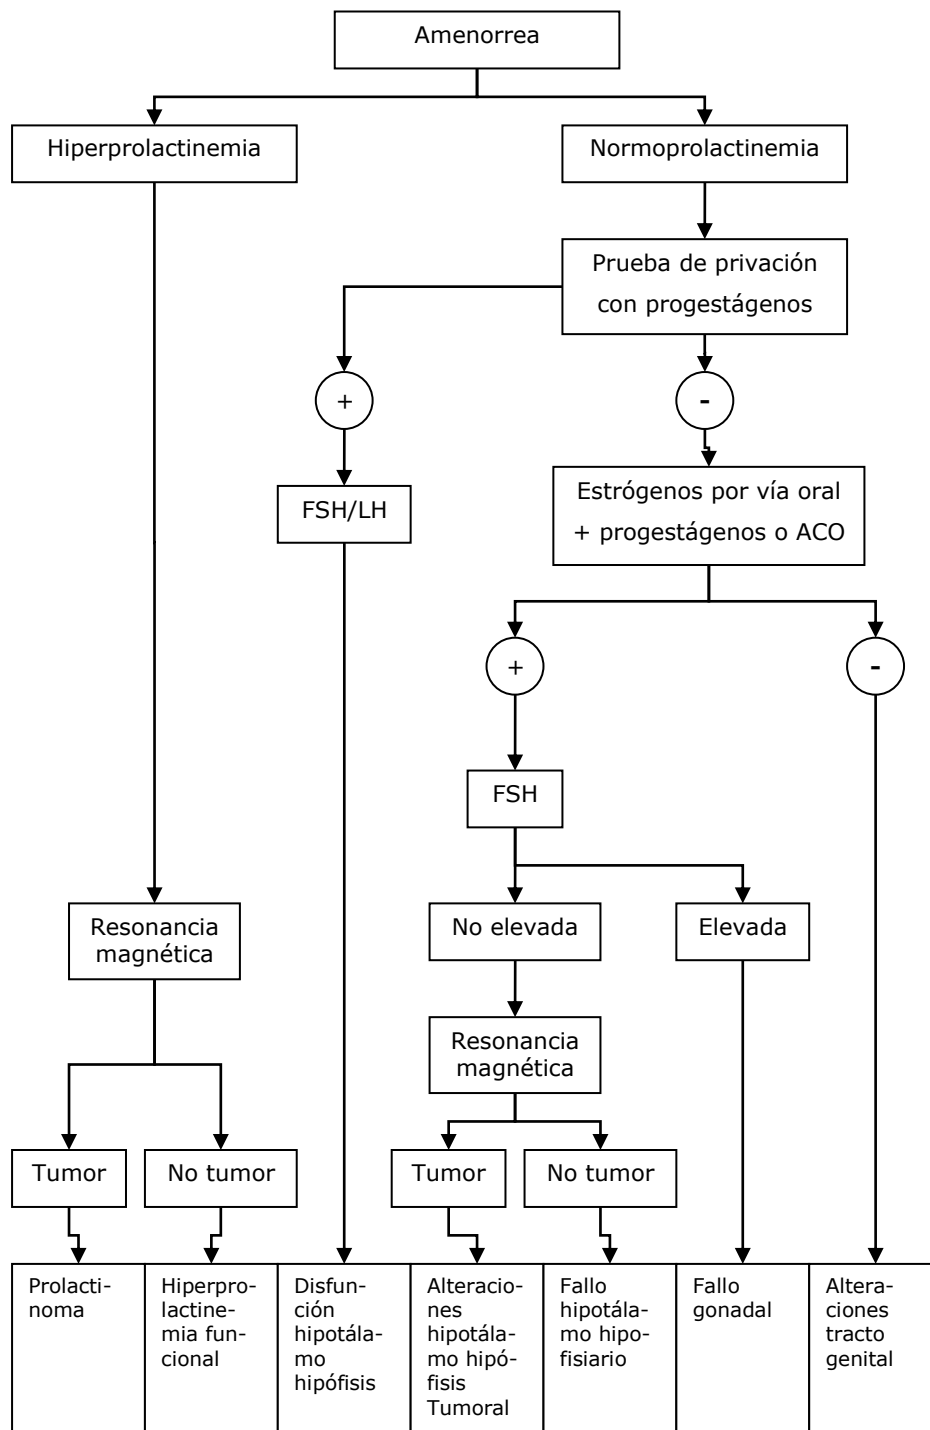 Amenorrea
Hiperprolactinemia
Normoprolactinemia
Prueba de privación
con progestágenos
+
-
FSH/LH
Estrógenos por vía oral
+ progestágenos o ACO
+
-
FSH
Resonancia
magnética
No elevada
Elevada
Resonancia
magnética
Tumor
No tumor
Tumor
No tumor
Prolacti-
noma
Hiperpro-
lactine-
mia fun-
cional
Disfun-
ción
hipotála-
mo
hipófisis
Alteracio-
nes
hipotála-
mo hipó-
fisis
Tumoral
Fallo
hipotála-
mo hipo-
fisiario
Fallo
gonadal
Altera-
ciones
tracto
genital